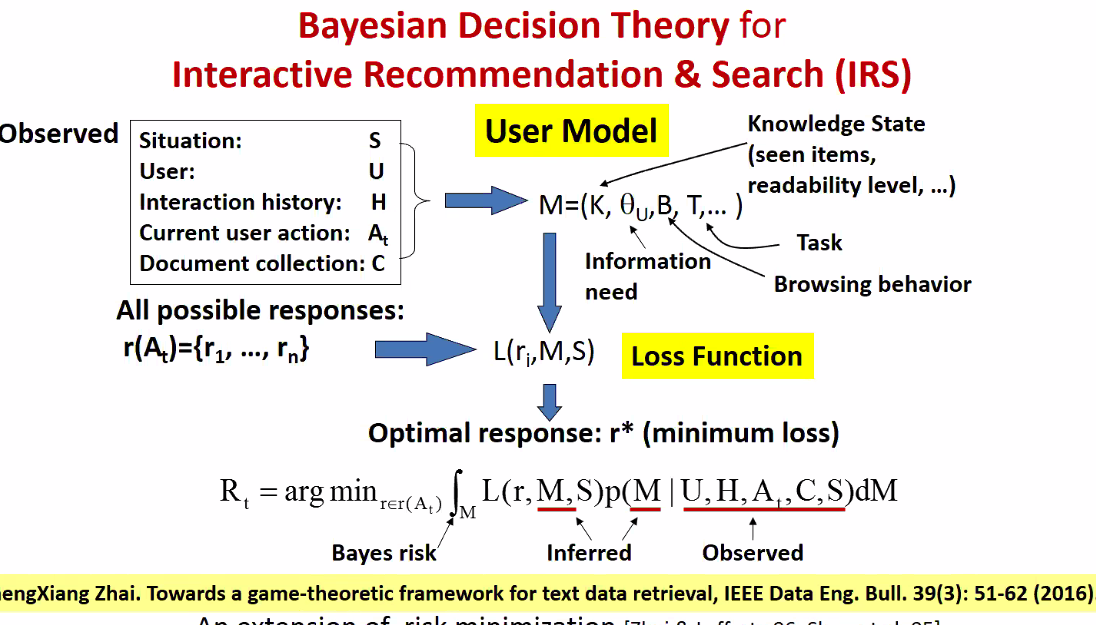 Bayesian Decision Theory for
Interactive Recommendation & Search (IRS)
Observed
Situation: S
User: U
Interaction history: H
Current user action: Aₜ
Document collection: C
User Model
Knowledge State
(seen items,
readability level, ...)
M=(K, θ_U,B, T,... )
Information
need
Task
Browsing behavior
All possible responses:
r(Aₜ)={r₁, ..., rₙ}
L(rᵢ,M,S)
Loss Function
Optimal response: r* (minimum loss)
Rₜ = arg min_{r∈r(Aₜ)} ∫_M L(r, M, S)p(M | U, H, Aₜ, C, S)dM
Bayes risk
Inferred
Observed
Zhai. Towards a game-theoretic framework for text data retrieval, IEEE Data Eng. Bull. 39(3): 51-62 (2016).
An extension of risk minimization